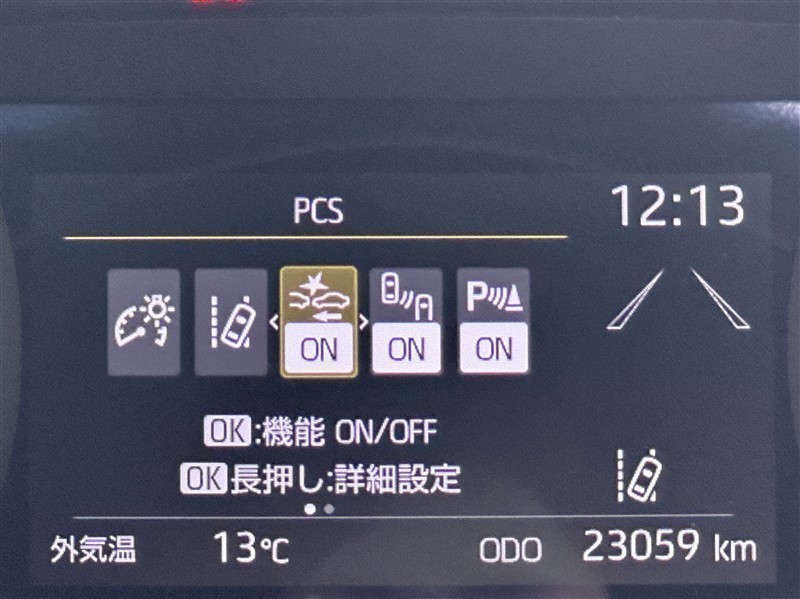 PCS
12:13
ON ON P ON
OK:機能 ON/OFF
OK長押し:詳細設定
外気温 13℃ ODO 23059 km